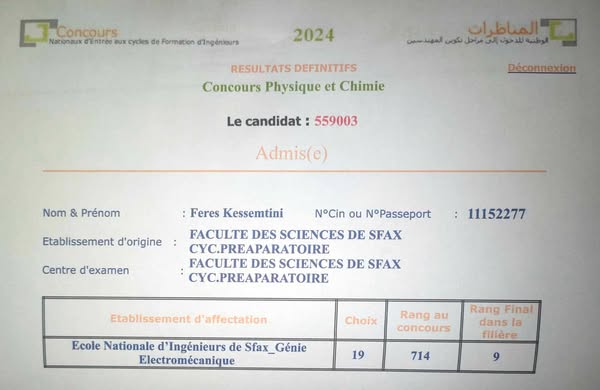 Concours
Nationaux d'Entrée aux cycles de Formation d'Ingénieurs
2024
المناظرات
الوطنية للدخول إلى مراحل تكوين المهندسين
RESULTATS DEFINITIFS
Déconnexion
Concours Physique et Chimie
Le candidat : 559003
Admis(e)
Nom & Prénom : Feres Kessemtini N°Cin ou N°Passeport : 11152277
Etablissement d'origine : FACULTE DES SCIENCES DE SFAX
CYC.PREAPARATOIRE
Centre d'examen : FACULTE DES SCIENCES DE SFAX
CYC.PREAPARATOIRE
Etablissement d'affectation Choix Rang au concours Rang Final dans la filière
Ecole Nationale d'Ingénieurs de Sfax_Génie
Electromécanique 19 714 9